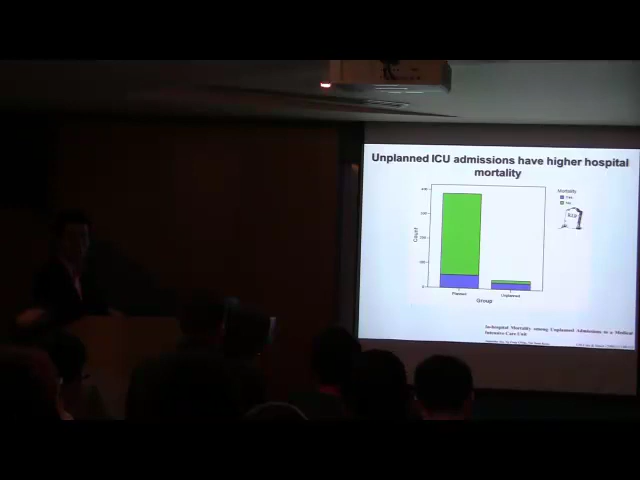 Unplanned ICU admissions have higher hospital
mortality
Mortality
Count
Planned
Unplanned
Group
RIP
In-hospital Mortality among Unplanned Admissions to a Medical
Intensive Care Unit